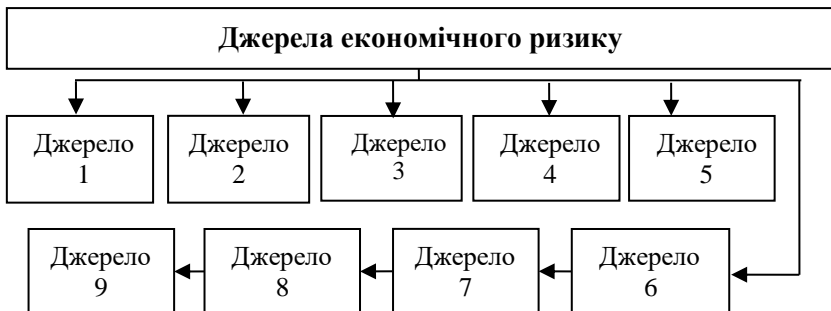 Джерела економічного ризику
Джерело
1
Джерело
2
Джерело
3
Джерело
4
Джерело
5
Джерело
9
Джерело
8
Джерело
7
Джерело
6